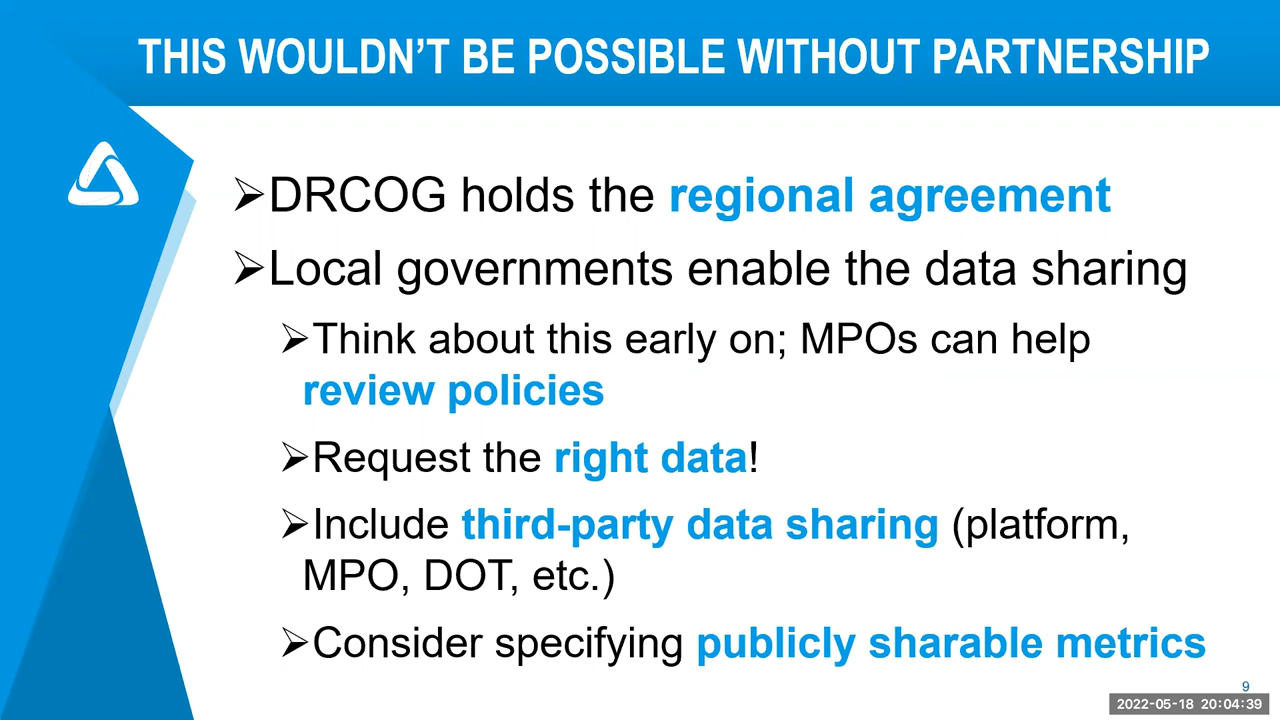 THIS WOULDN’T BE POSSIBLE WITHOUT PARTNERSHIP
➢DRCOG holds the regional agreement
➢Local governments enable the data sharing
➢Think about this early on; MPOs can help
review policies
➢Request the right data!
➢Include third-party data sharing (platform,
MPO, DOT, etc.)
➢Consider specifying publicly sharable metrics
9
2022-05-18 20:04:39